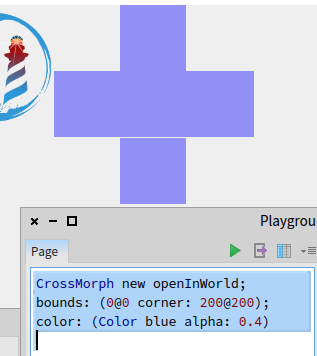 Playgrou
Page
CrossMorph new openInWorld;
bounds: (0@0 corner: 200@200);
color: (Color blue alpha: 0.4)